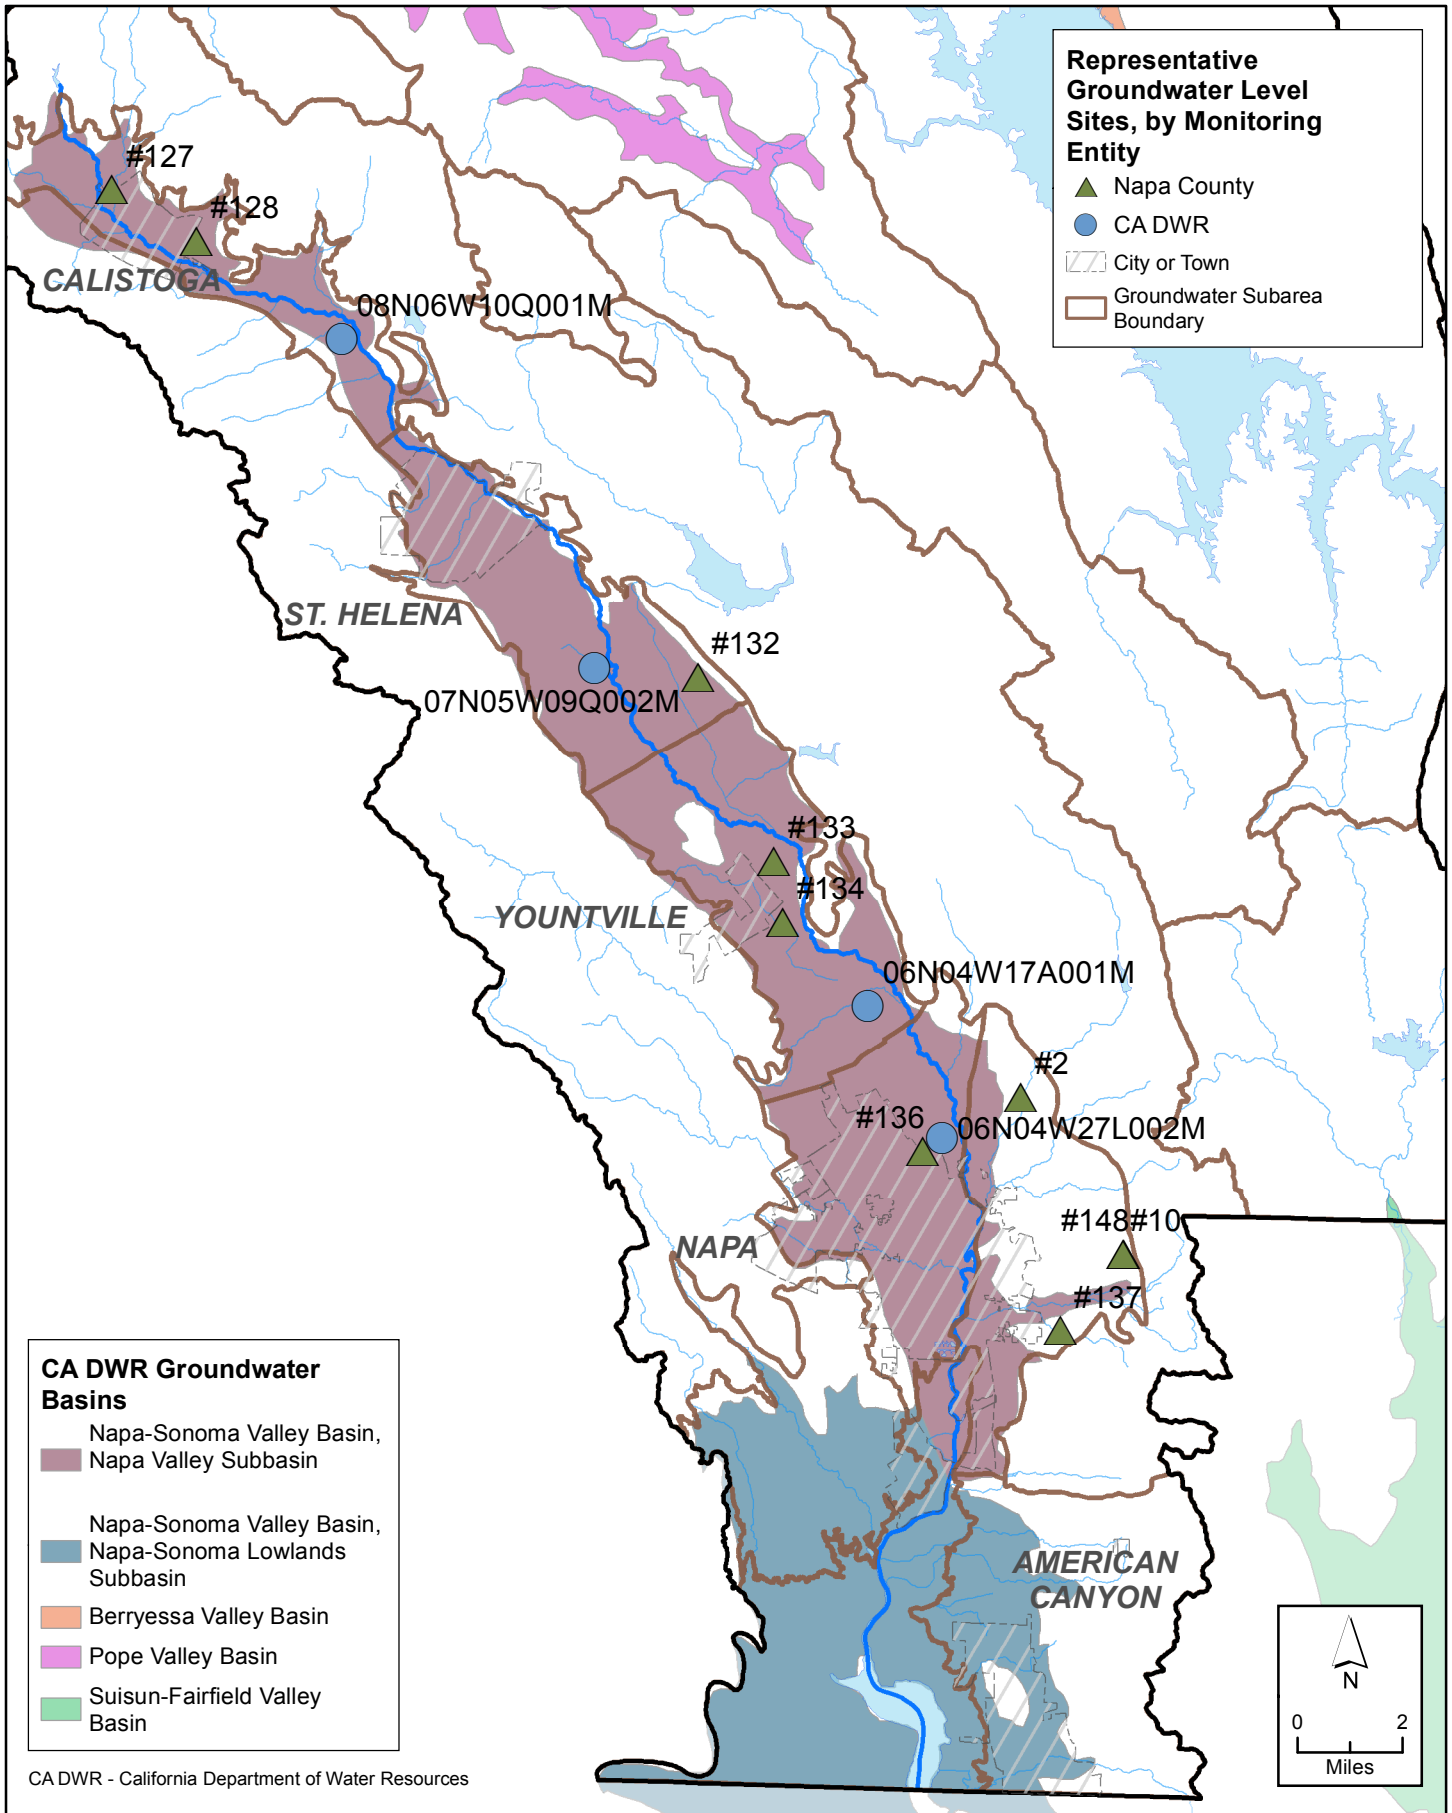 Representative
Groundwater Level
Sites, by Monitoring
Entity
Napa County
CA DWR
City or Town
Groundwater Subarea
Boundary
#127
#128
CALISTOGA
08N06W10Q001M
ST. HELENA
#132
07N05W09Q002M
#133
#134
YOUNTVILLE
06N04W17A001M
#2
#136
06N04W27L002M
#148#10
NAPA
#137
AMERICAN
CANYON
CA DWR Groundwater
Basins
Napa-Sonoma Valley Basin,
Napa Valley Subbasin
Napa-Sonoma Valley Basin,
Napa-Sonoma Lowlands
Subbasin
Berryessa Valley Basin
Pope Valley Basin
Suisun-Fairfield Valley
Basin
CA DWR - California Department of Water Resources
N
0 2
Miles